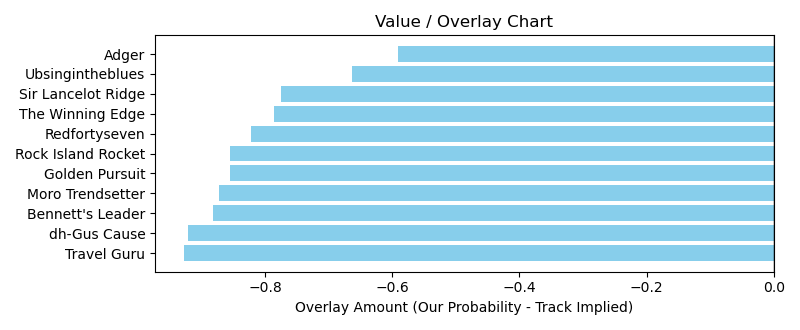 Value / Overlay Chart
Adger
Ubsingintheblues
Sir Lancelot Ridge
The Winning Edge
Redfortyseven
Rock Island Rocket
Golden Pursuit
Moro Trendsetter
Bennett's Leader
dh-Gus Cause
Travel Guru
−0.8 −0.6 −0.4 −0.2 0.0
Overlay Amount (Our Probability - Track Implied)